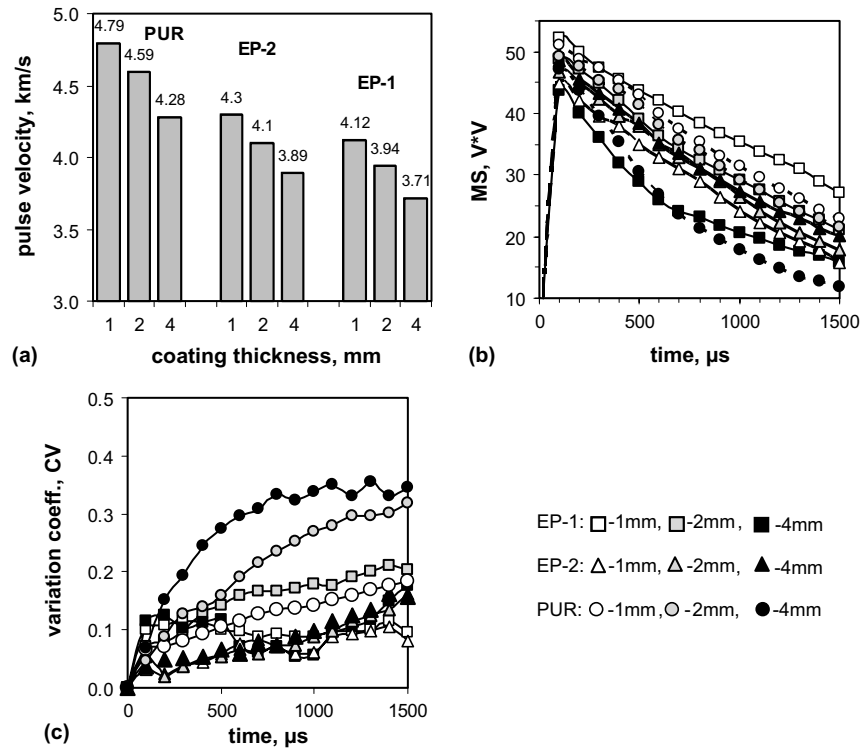 PUR
EP-2
EP-1
4.79
4.59
4.28
4.3
4.1
3.89
4.12
3.94
3.71
pulse velocity, km/s
5.0
4.5
4.0
3.5
3.0
1 2 4 1 2 4 1 2 4
(a) coating thickness, mm
MS, V*V
50
40
30
20
10
0 500 1000 1500
(b) time, µs
variation coeff., CV
0.5
0.4
0.3
0.2
0.1
0.0
0 500 1000 1500
(c) time, µs
EP-1: -1mm, -2mm, -4mm
EP-2: -1mm, -2mm, -4mm
PUR: -1mm, -2mm, -4mm